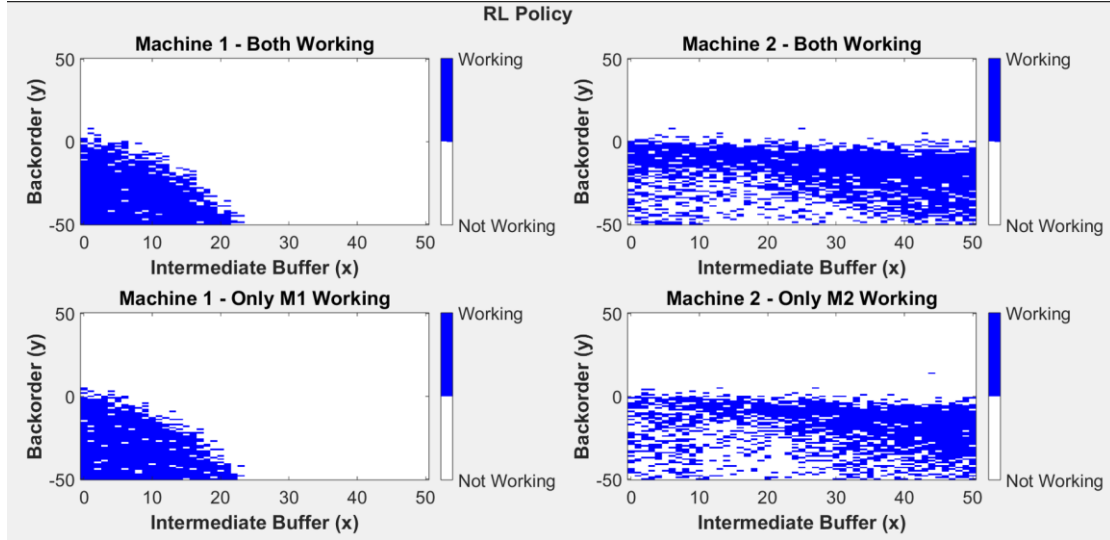 RL Policy
Machine 1 - Both Working
50
0
-50
Backorder (y)
0 10 20 30 40 50
Intermediate Buffer (x)
Working
Not Working
Machine 2 - Both Working
50
0
-50
Backorder (y)
0 10 20 30 40 50
Intermediate Buffer (x)
Working
Not Working
Machine 1 - Only M1 Working
50
0
-50
Backorder (y)
0 10 20 30 40 50
Intermediate Buffer (x)
Working
Not Working
Machine 2 - Only M2 Working
50
0
-50
Backorder (y)
0 10 20 30 40 50
Intermediate Buffer (x)
Working
Not Working